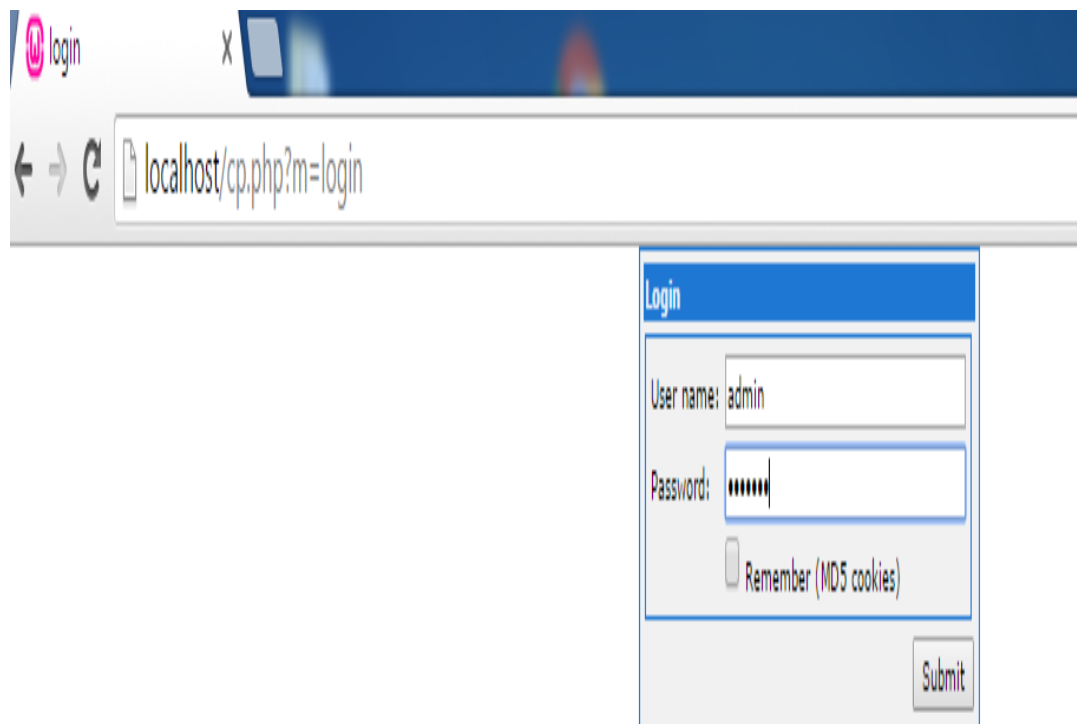 login
localhost/cp.php?m=login
Login
User name: admin
Password: •••••••
Remember (MD5 cookies)
Submit